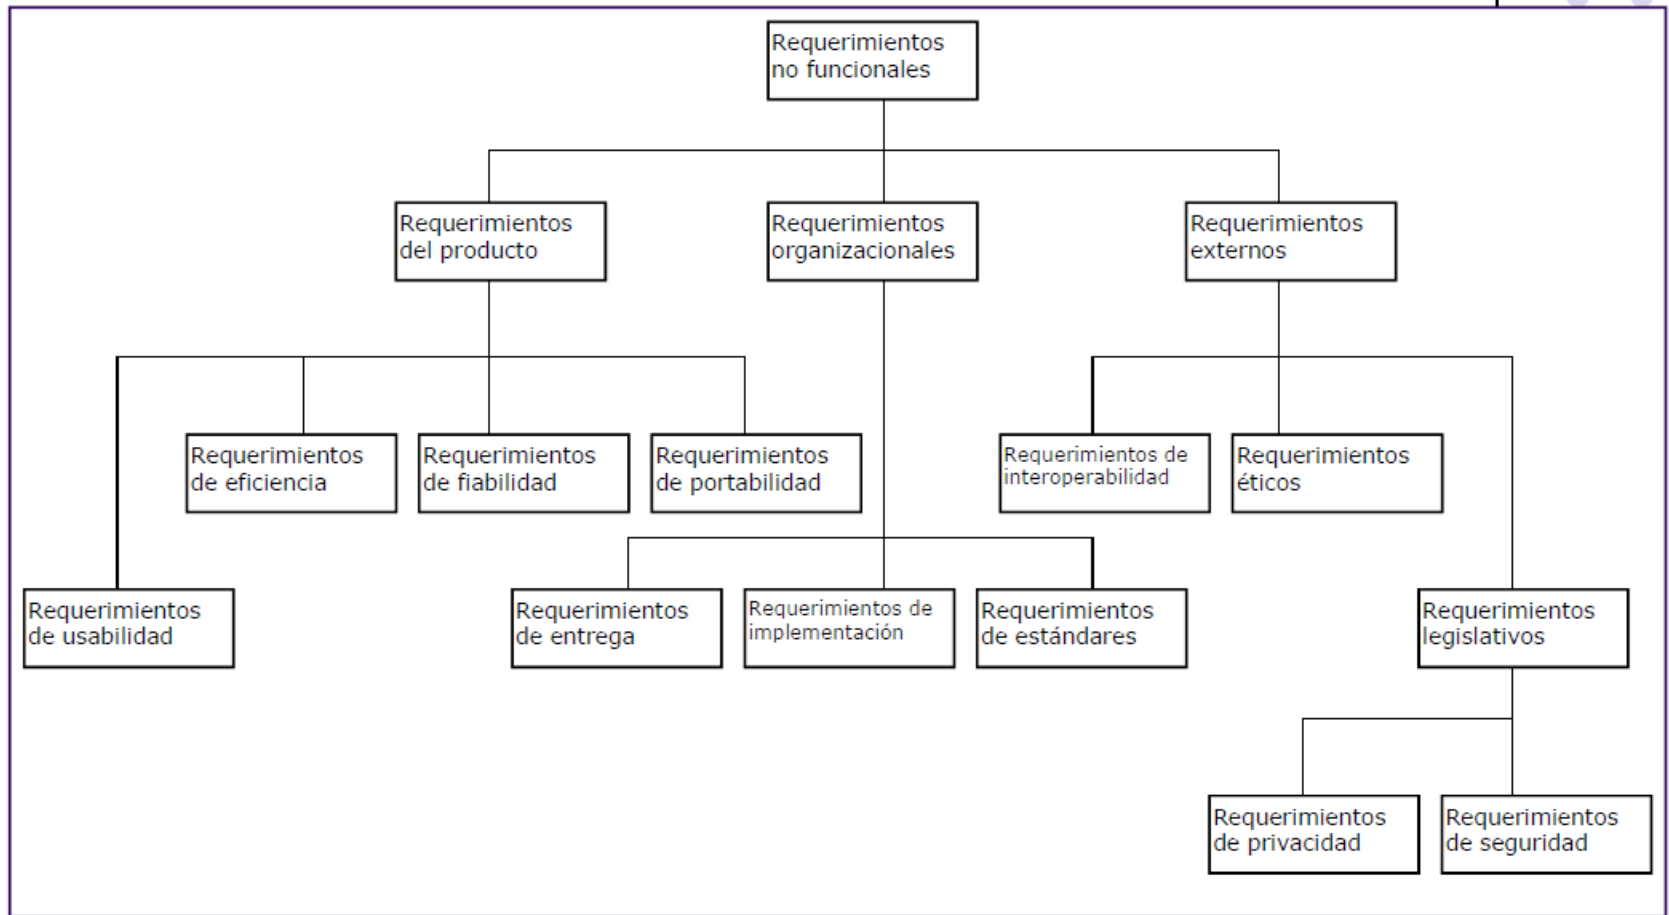 Requerimientos
no funcionales
Requerimientos
del producto
Requerimientos
organizacionales
Requerimientos
externos
Requerimientos
de eficiencia
Requerimientos
de fiabilidad
Requerimientos
de portabilidad
Requerimientos de
interoperabilidad
Requerimientos
éticos
Requerimientos
de usabilidad
Requerimientos
de entrega
Requerimientos de
implementación
Requerimientos
de estándares
Requerimientos
legislativos
Requerimientos
de privacidad
Requerimientos
de seguridad